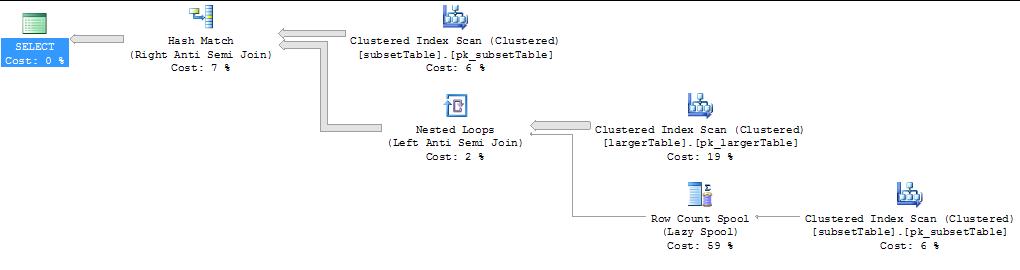 SELECT
Cost: 0 %
Hash Match
(Right Anti Semi Join)
Cost: 7 %
Clustered Index Scan (Clustered)
[subsetTable].[pk_subsetTable]
Cost: 6 %
Nested Loops
(Left Anti Semi Join)
Cost: 2 %
Clustered Index Scan (Clustered)
[largerTable].[pk_largerTable]
Cost: 19 %
Row Count Spool
(Lazy Spool)
Cost: 59 %
Clustered Index Scan (Clustered)
[subsetTable].[pk_subsetTable]
Cost: 6 %